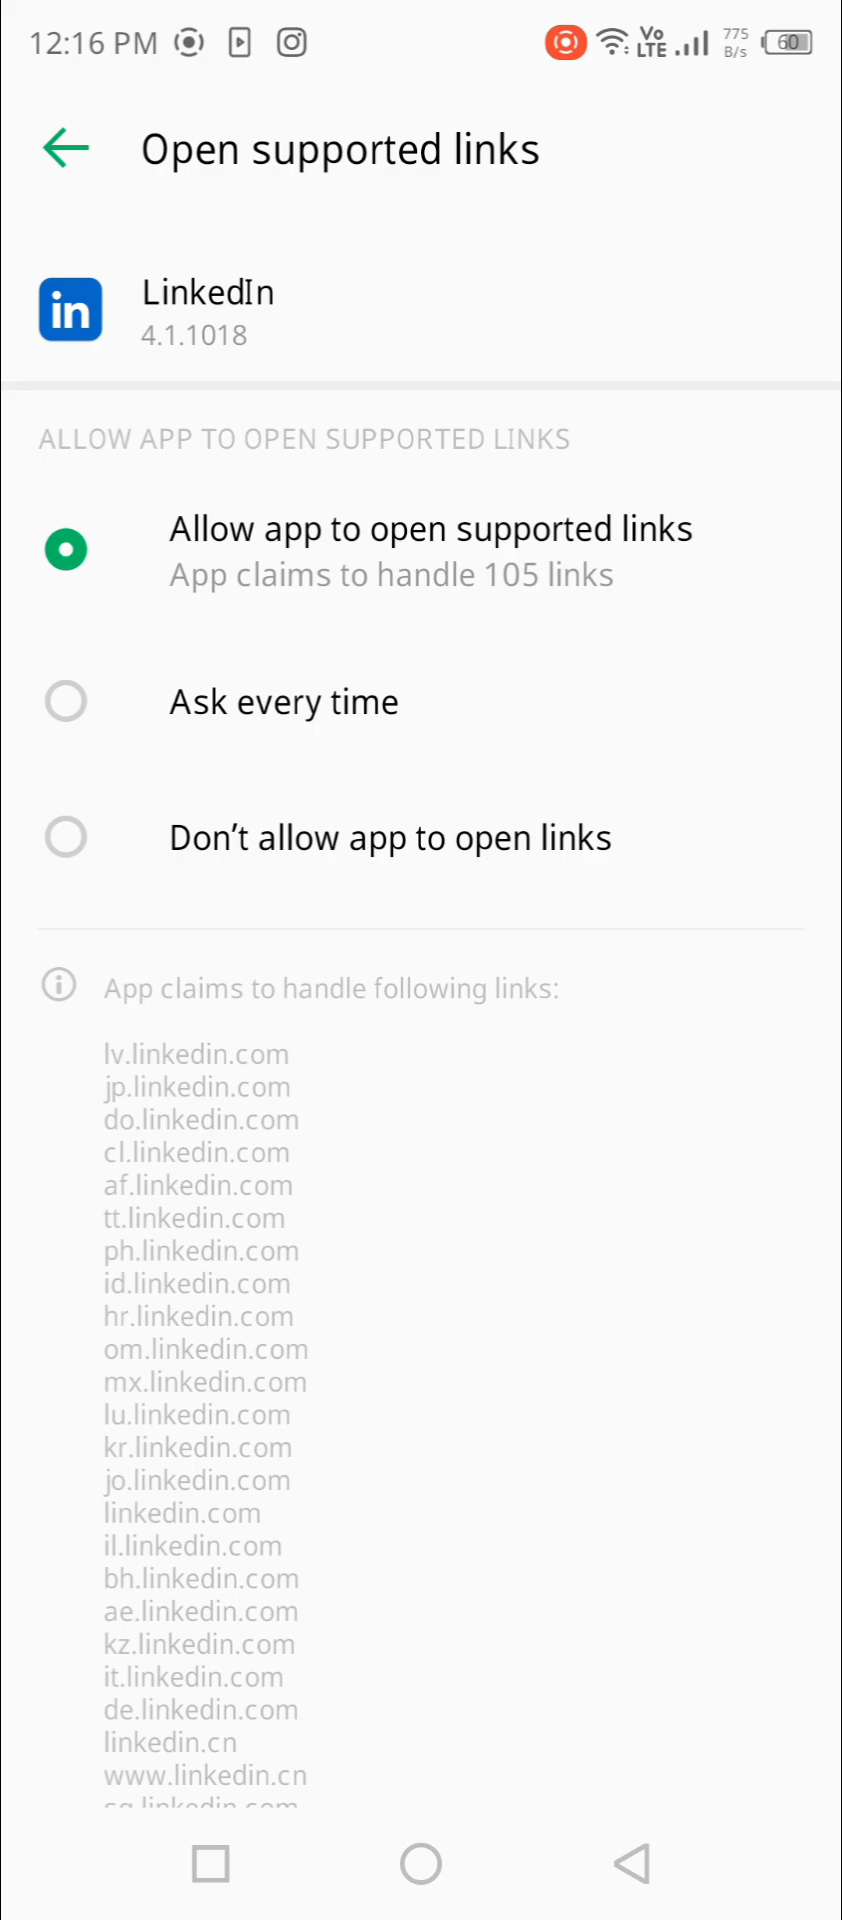 12:16 PM
Vo
LTE
775
B/s
60
Open supported links
in
LinkedIn
4.1.1018
ALLOW APP TO OPEN SUPPORTED LINKS
Allow app to open supported links
App claims to handle 105 links
Ask every time
Don’t allow app to open links
App claims to handle following links:
lv.linkedin.com
jp.linkedin.com
do.linkedin.com
cl.linkedin.com
af.linkedin.com
tt.linkedin.com
ph.linkedin.com
id.linkedin.com
hr.linkedin.com
om.linkedin.com
mx.linkedin.com
lu.linkedin.com
kr.linkedin.com
jo.linkedin.com
linkedin.com
il.linkedin.com
bh.linkedin.com
ae.linkedin.com
kz.linkedin.com
it.linkedin.com
de.linkedin.com
linkedin.cn
www.linkedin.cn